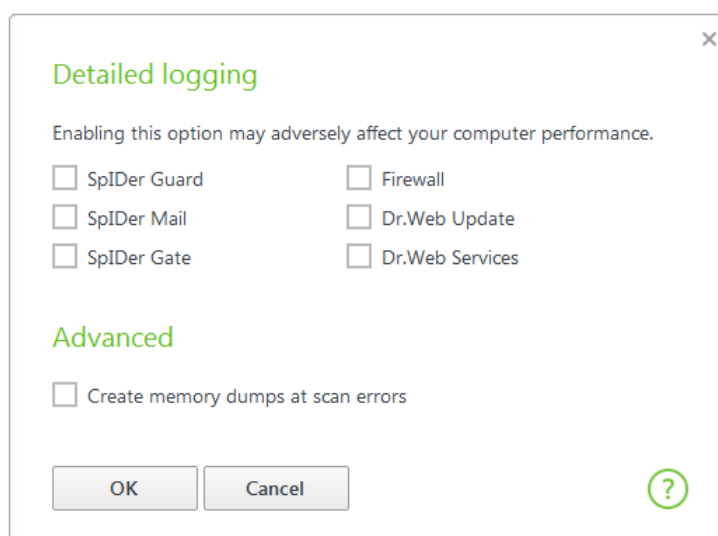 Detailed logging
Enabling this option may adversely affect your computer performance.
SpIDer Guard
Firewall
SpIDer Mail
Dr.Web Update
SpIDer Gate
Dr.Web Services
Advanced
Create memory dumps at scan errors
OK
Cancel
?